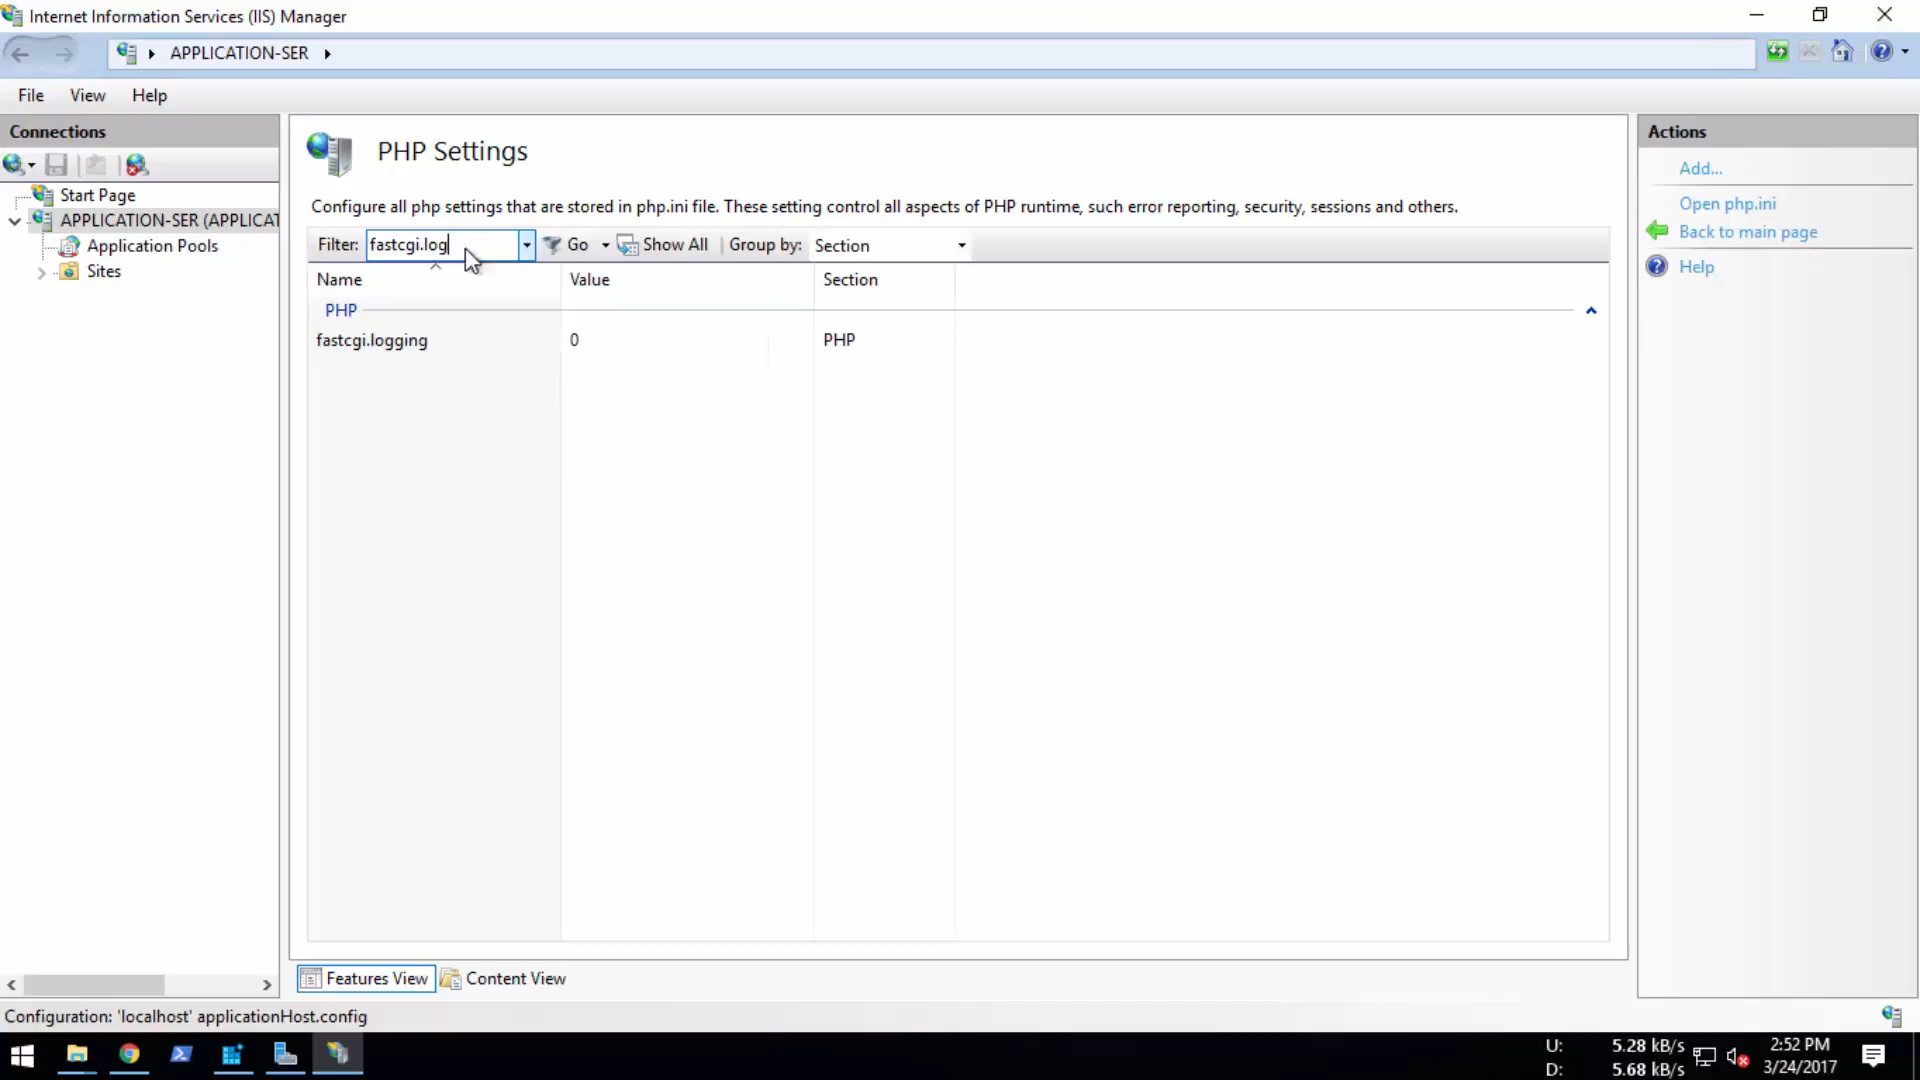 Internet Information Services (IIS) Manager
APPLICATION-SER
File View Help
Connections
Start Page
APPLICATION-SER (APPLICAT
Application Pools
Sites
PHP Settings
Configure all php settings that are stored in php.ini file. These setting control all aspects of PHP runtime, such error reporting, security, sessions and others.
Filter: fastcgi.log Go Show All Group by: Section
Name Value Section
PHP
fastcgi.logging 0 PHP
Features View Content View
Actions
Add...
Open php.ini
Back to main page
Help
Configuration: 'localhost' applicationHost.config
U: 5.28 kB/s
D: 5.68 kB/s
2:52 PM
3/24/2017